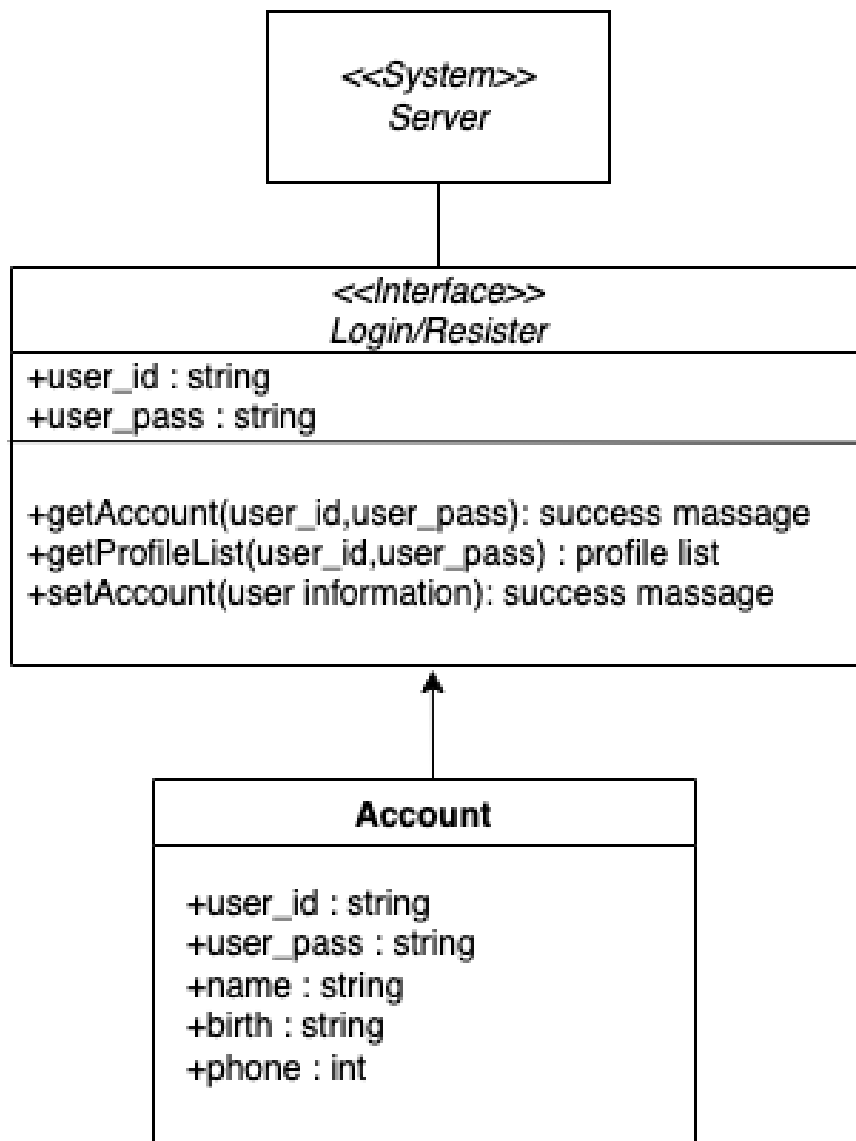 <<System>>
Server
<<Interface>>
Login/Resister
+user_id : string
+user_pass : string
+getAccount(user_id,user_pass): success massage
+getProfileList(user_id,user_pass) : profile list
+setAccount(user information): success massage
Account
+user_id : string
+user_pass : string
+name : string
+birth : string
+phone : int